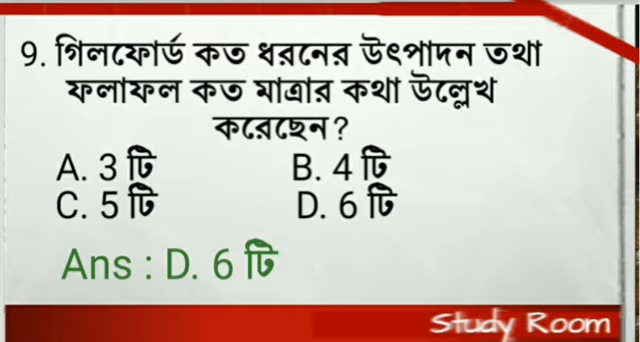 9. গিলফোর্ড কত ধরনের উৎপাদন তথা
ফলাফল কত মাত্রার কথা উল্লেখ
করেছেন?
A. 3 টি B. 4 টি
C. 5 টি D. 6 টি
Ans : D. 6 টি
Study Room